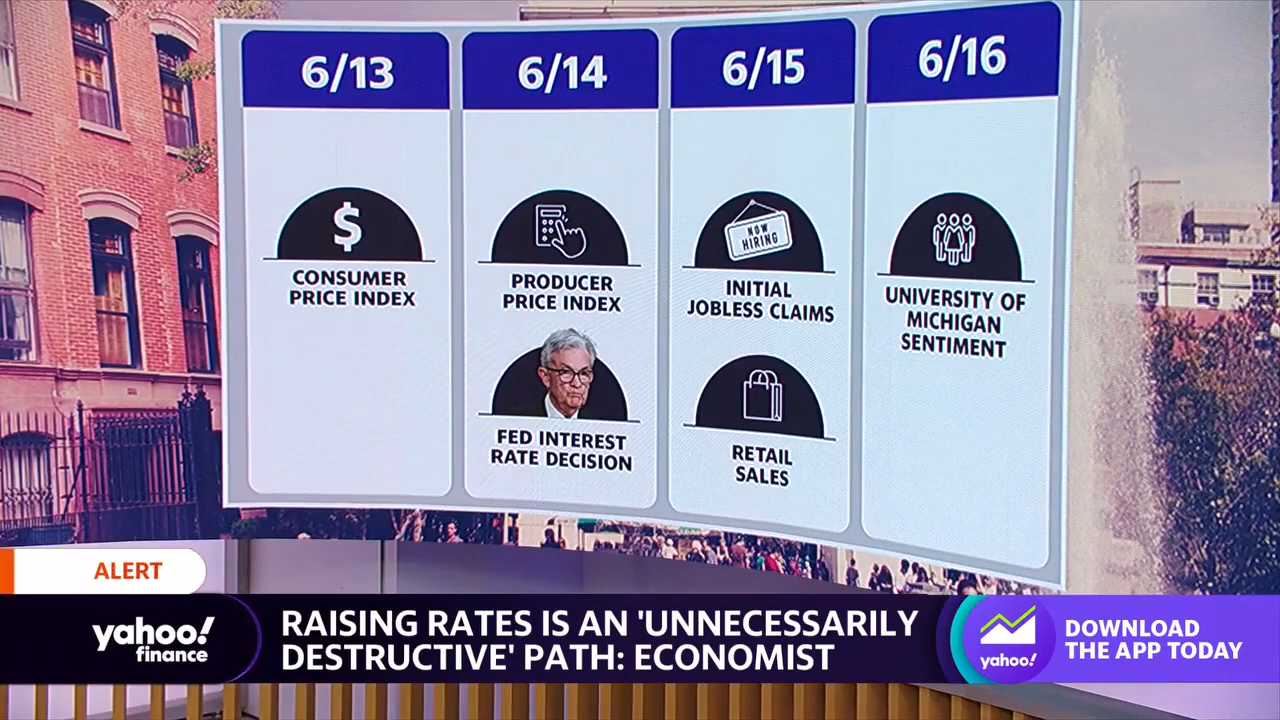 6/13
CONSUMER
PRICE INDEX
6/14
PRODUCER
PRICE INDEX
FED INTEREST
RATE DECISION
6/15
NOW
HIRING
INITIAL
JOBLESS CLAIMS
RETAIL
SALES
6/16
UNIVERSITY OF
MICHIGAN
SENTIMENT
ALERT
yahoo!
finance
RAISING RATES IS AN 'UNNECESSARILY
DESTRUCTIVE' PATH: ECONOMIST
yahoo!
DOWNLOAD
THE APP TODAY